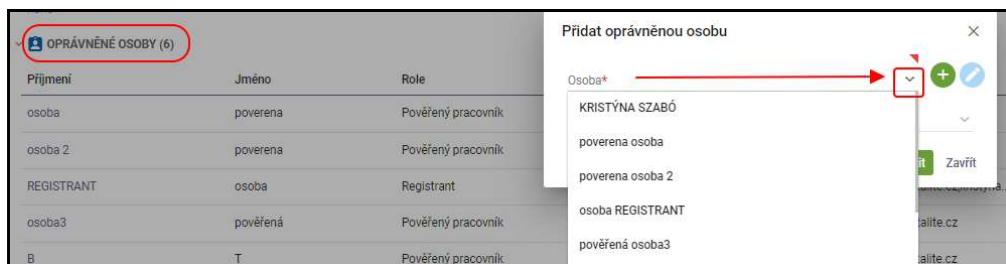 OPRÁVNĚNÉ OSOBY (6)
Příjmení Jméno Role
osoba poverena Pověřený pracovník
osoba 2 poverena Pověřený pracovník
REGISTRANT osoba Registrant
osoba3 pověřená Pověřený pracovník
talite.cz
B T Pověřený pracovník
talite.cz
Přidat oprávněnou osobu
Osoba*
KRISTÝNA SZABÓ
poverena osoba
poverena osoba 2
osoba REGISTRANT
pověřená osoba3
Zavřít